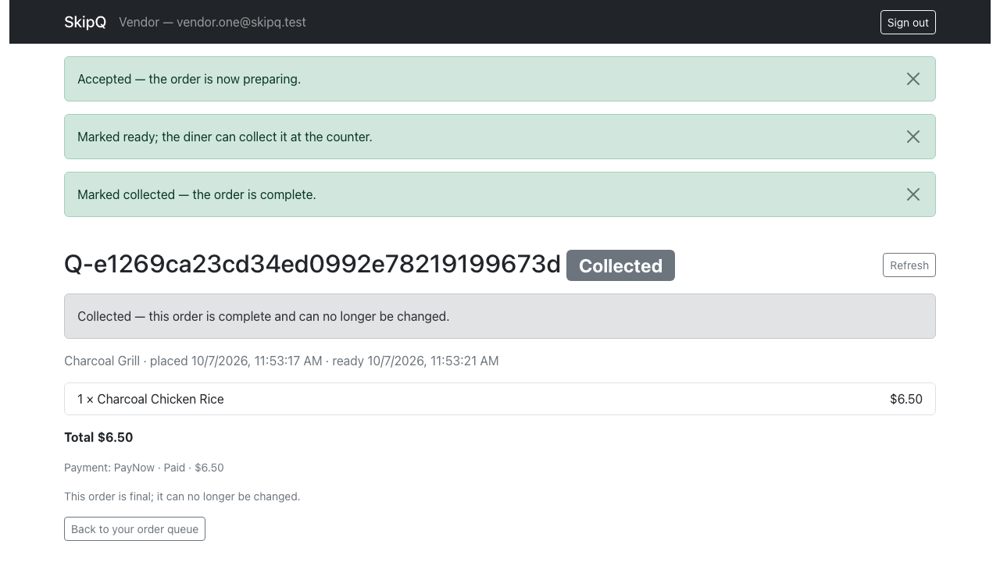 SkipQ Vendor — vendor.one@skipq.test Sign out
Accepted — the order is now preparing.
Marked ready; the diner can collect it at the counter.
Marked collected — the order is complete.
Q-e1269ca23cd34ed0992e78219199673d Collected Refresh
Collected — this order is complete and can no longer be changed.
Charcoal Grill · placed 10/7/2026, 11:53:17 AM · ready 10/7/2026, 11:53:21 AM
1 × Charcoal Chicken Rice $6.50
Total $6.50
Payment: PayNow · Paid · $6.50
This order is final; it can no longer be changed.
Back to your order queue